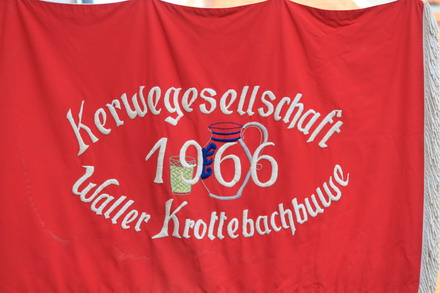 Kerwegesellschaft
1966
Waller Krottebachbuwe